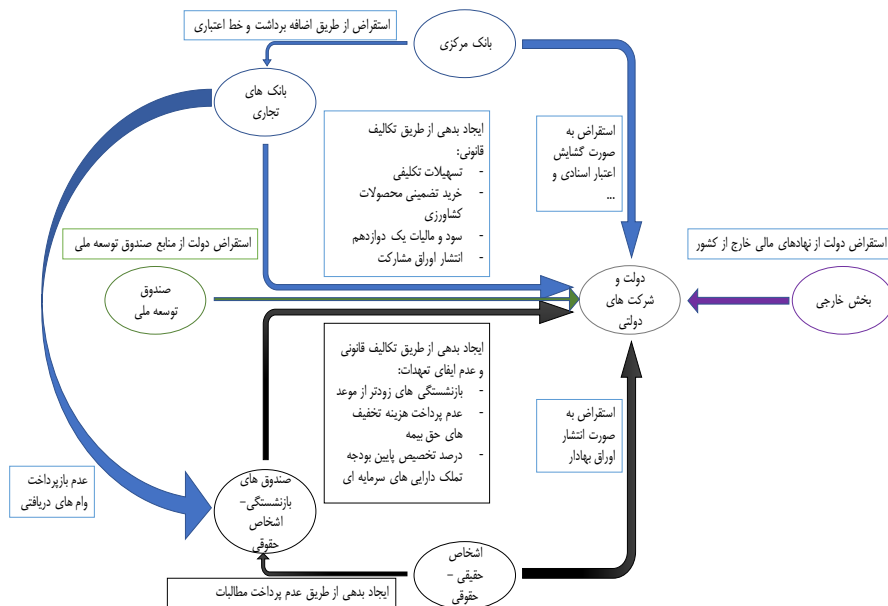 استقراض از طریق اضافه برداشت و خط اعتباری
بانک مرکزی
بانک های
تجاری
ایجاد بدهی از طریق تکالیف
قانونی:
- تسهیلات تکلیفی
- خرید تضمینی محصولات
کشاورزی
- سود و مالیات یک دوازدهم
- انتشار اوراق مشارکت
استقراض به
صورت گشایش
اعتبار اسنادی و
...
استقراض دولت از منابع صندوق توسعه ملی
استقراض دولت از نهادهای مالی خارج از کشور
صندوق
توسعه ملی
دولت و
شرکت های
دولتی
بخش خارجی
ایجاد بدهی از طریق تکالیف قانونی
و عدم ایفای تعهدات:
- بازنشستگی های زودتر از موعد
- عدم پرداخت هزینه تخفیف
های حق بیمه
- درصد تخصیص پایین بودجه
تملک دارایی های سرمایه ای
استقراض به
صورت انتشار
اوراق بهادار
عدم بازپرداخت
وام های دریافتی
صندوق های
بازنشستگی-
اشخاص
حقوقی
اشخاص
حقیقی -
حقوقی
ایجاد بدهی از طریق عدم پرداخت مطالبات